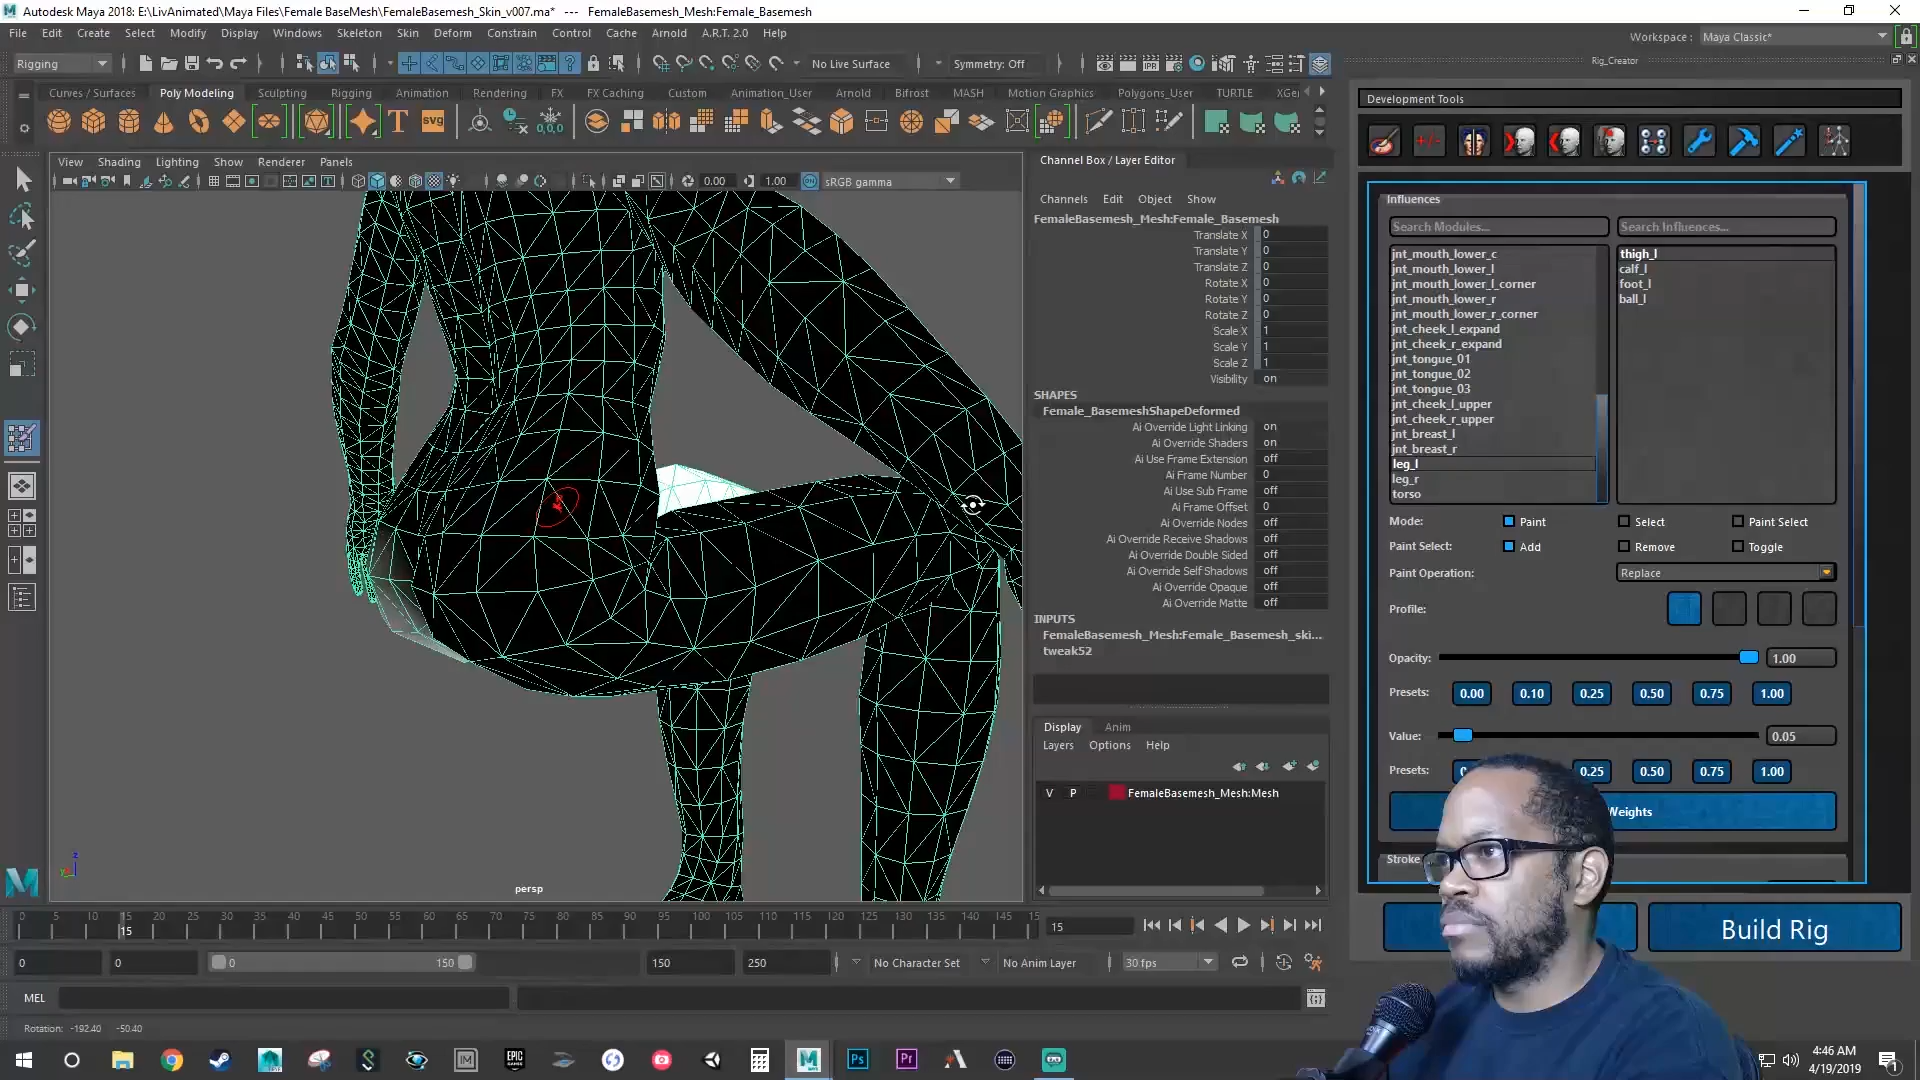 Autodesk Maya 2018: E:\LivAnimated\Maya Files\Female BaseMesh\FemaleBasemesh_Skin_v007.ma* --- FemaleBasemesh_Mesh:Female_Basemesh
File Edit Create Select Modify Display Windows Skeleton Skin Deform Constrain Control Cache Arnold A.R.T. 2.0 Help
Workspace : Maya Classic*
Rigging
No Live Surface
Symmetry: Off
Rig_Creator
Curves / Surfaces Poly Modeling Sculpting Rigging Animation Rendering FX FX Caching Custom Animation_User Arnold Bifrost MASH Motion Graphics Polygons_User TURTLE XGer
Development Tools
SVG
0,0,0
View Shading Lighting Show Renderer Panels
0.00 1.00 sRGB gamma
Channel Box / Layer Editor
Channels Edit Object Show
FemaleBasemesh_Mesh:Female_Basemesh
Translate X 0
Translate Y 0
Translate Z 0
Rotate X 0
Rotate Y 0
Rotate Z 0
Scale X 1
Scale Y 1
Scale Z 1
Visibility on
SHAPES
Female_BasemeshShapeDeformed
Ai Override Light Linking on
Ai Override Shaders on
Ai Use Frame Extension off
Ai Frame Number 0
Ai Use Sub Frame off
Ai Frame Offset 0
Ai Override Nodes off
Ai Override Receive Shadows off
Ai Override Double Sided off
Ai Override Self Shadows off
Ai Override Opaque off
Ai Override Matte off
INPUTS
FemaleBasemesh_Mesh:Female_Basemesh_ski...
tweak52
Display Anim
Layers Options Help
V P FemaleBasemesh_Mesh:Mesh
Influences
Search Modules... Search Influences...
jnt_mouth_lower_c
jnt_mouth_lower_l
jnt_mouth_lower_l_corner
jnt_mouth_lower_r
jnt_mouth_lower_r_corner
jnt_cheek_l_expand
jnt_cheek_r_expand
jnt_tongue_01
jnt_tongue_02
jnt_tongue_03
jnt_cheek_l_upper
jnt_cheek_r_upper
jnt_breast_l
jnt_breast_r
leg_l
leg_r
torso
thigh_l
calf_l
foot_l
ball_l
Mode: Paint Select Paint Select
Paint Select: Add Remove Toggle
Paint Operation: Replace
Profile:
Opacity: 1.00
Presets: 0.00 0.10 0.25 0.50 0.75 1.00
Value: 0.05
Presets: 0.25 0.50 0.75 1.00
Weights
Stroke
Build Rig
persp
0 5 10 15 20 25 30 35 40 45 50 55 60 65 70 75 80 85 90 95 100 105 110 115 120 125 130 135 140 145 15
15
15
0 0 0 150 150 250 No Character Set No Anim Layer 30 fps
MEL
Rotation: -192.40 -50.40
4:46 AM
4/19/2019